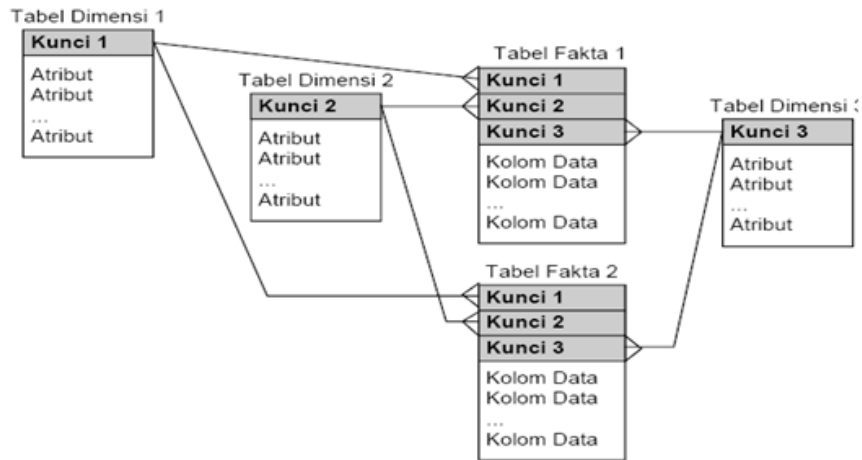 Tabel Dimensi 1
Kunci 1
Atribut
Atribut
...
Atribut
Tabel Dimensi 2
Kunci 2
Atribut
Atribut
...
Atribut
Tabel Fakta 1
Kunci 1
Kunci 2
Kunci 3
Kolom Data
Kolom Data
...
Kolom Data
Tabel Dimensi
Kunci 3
Atribut
Atribut
...
Atribut
Tabel Fakta 2
Kunci 1
Kunci 2
Kunci 3
Kolom Data
Kolom Data
...
Kolom Data